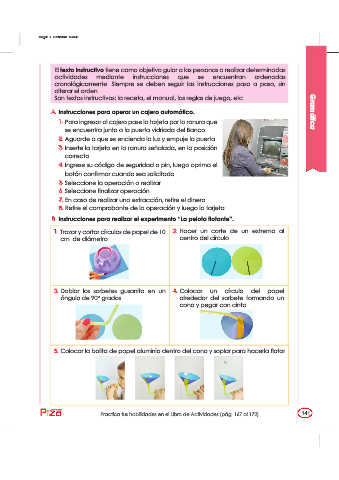 El texto instructivo tiene como objetivo guiar a las personas a realizar determinadas
actividades mediante instrucciones que se encuentran ordenadas
cronológicamente. Siempre se deben seguir las instrucciones paso a paso, sin
alterar el orden.
Son textos instructivos: la receta, el manual, las reglas de juego, etc.
A. Instrucciones para operar un cajero automático.
1. Para ingresar al cajero pase la tarjeta por la ranura que
se encuentra junto a la puerta vidriada del Banco
2. Aguarde a que se encienda la luz y empuje la puerta
3. Inserte la tarjeta en la ranura señalada, en la posición
correcta
4. Ingrese su código de seguridad o pin, luego oprima el
botón confirmar cuando sea solicitado
5. Seleccione la operación a realizar
6. Seleccione finalizar operación
7. En caso de realizar una extracción, retire el dinero
8. Retire el comprobante de la operación y luego la tarjeta
Gramática
B. Instrucciones para realizar el experimento "La pelota flotante".
1. Trazar y cortar círculos de papel de 10
cm de diámetro
2. Hacer un corte de un extremo al
centro del círculo
3. Doblar los sorbetes gusanito en un
ángulo de 90° grados
4. Colocar un círculo del papel
alrededor del sorbete formando un
cono y pegar con cinta
5. Colocar la bolita de papel aluminio dentro del cono y soplar para hacerla flotar
Practica tus habilidades en el Libro de Actividades (pág. 167 al 173)
141